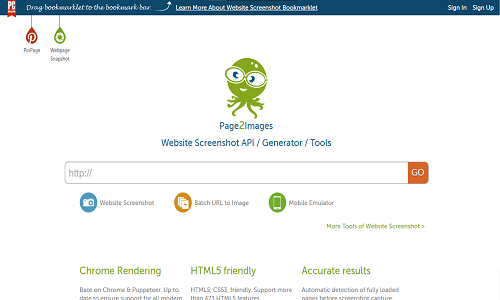 Drag bookmarklet to the bookmark bar. Learn More About Website Screenshot Bookmarklet Sign In Sign Up
PinPage
Webpage
Snapshot
Page2Images
Website Screenshot API / Generator / Tools
http:// GO
Website Screenshot Batch URL to Image Mobile Emulator
More Tools of Website Screenshot >
Chrome Rendering HTML5 friendly Accurate results
Base on Chrome & Puppeteer. Up to HTML5, CSS3, friendly. Support more Automatic detection of fully loaded
date to ensure support for all modern than 473 HTML5 features. pages before screenshot capture